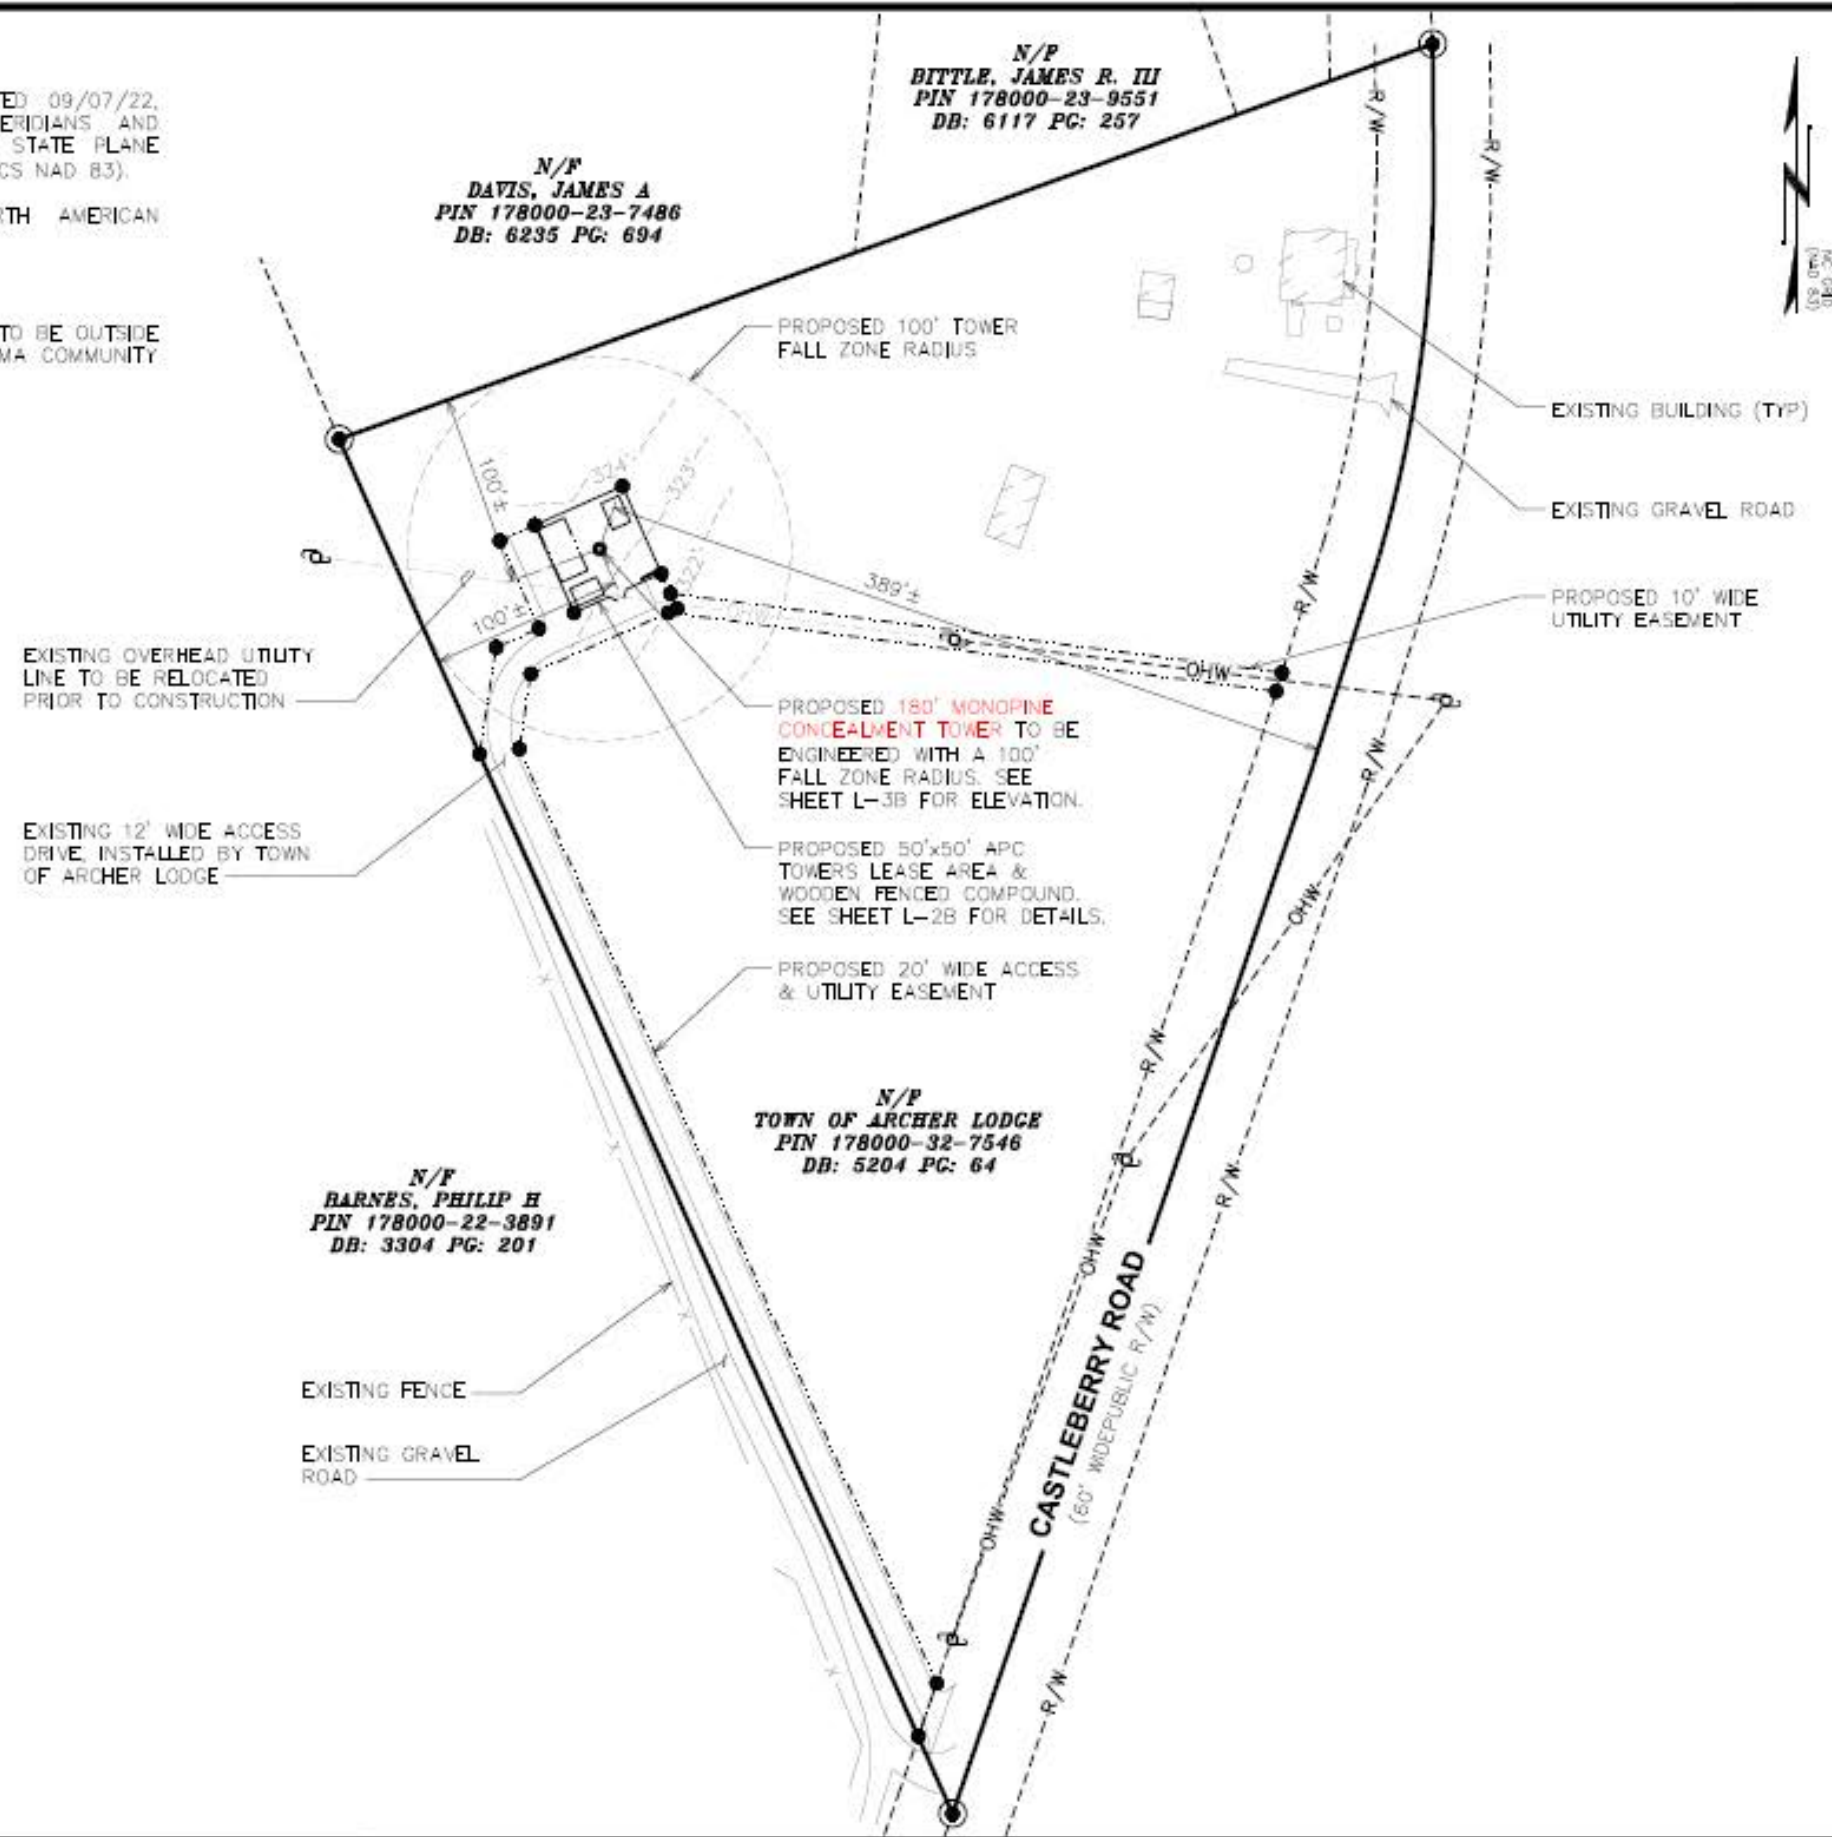 TED 09/07/22,
ERIDIANS AND
STATE PLANE
CS NAD 83).
RTH AMERICAN
TO BE OUTSIDE
MA COMMUNITY
N/F
BITTLE, JAMES R. III
PIN 178000-23-9551
DB: 6117 PG: 257
N/F
DAVIS, JAMES A
PIN 178000-23-7486
DB: 6235 PG: 694
R/W
R/W
NC GRID
(NAD 83)
PROPOSED 100' TOWER
FALL ZONE RADIUS
EXISTING BUILDING (TYP)
EXISTING GRAVEL ROAD
100'±
324'
323'
322'
389'±
100'±
OHW
R/W
OHW
PROPOSED 10' WIDE
UTILITY EASEMENT
EXISTING OVERHEAD UTILITY
LINE TO BE RELOCATED
PRIOR TO CONSTRUCTION
PROPOSED 180' MONOPINE
CONCEALMENT TOWER TO BE
ENGINEERED WITH A 100'
FALL ZONE RADIUS. SEE
SHEET L-3B FOR ELEVATION.
R/W
EXISTING 12' WIDE ACCESS
DRIVE, INSTALLED BY TOWN
OF ARCHER LODGE
PROPOSED 50'x50' APC
TOWERS LEASE AREA &
WOODEN FENCED COMPOUND.
SEE SHEET L-2B FOR DETAILS.
OHW
PROPOSED 20' WIDE ACCESS
& UTILITY EASEMENT
X
R/W
N/F
TOWN OF ARCHER LODGE
PIN 178000-32-7546
DB: 5204 PG: 64
X
R/W
N/F
BARNES, PHILIP H
PIN 178000-22-3891
DB: 3304 PG: 201
OHW
X
EXISTING FENCE
CASTLEBERRY ROAD
(60' WIDEPUBLIC R/W)
EXISTING GRAVEL
ROAD
OHW
X
R/W